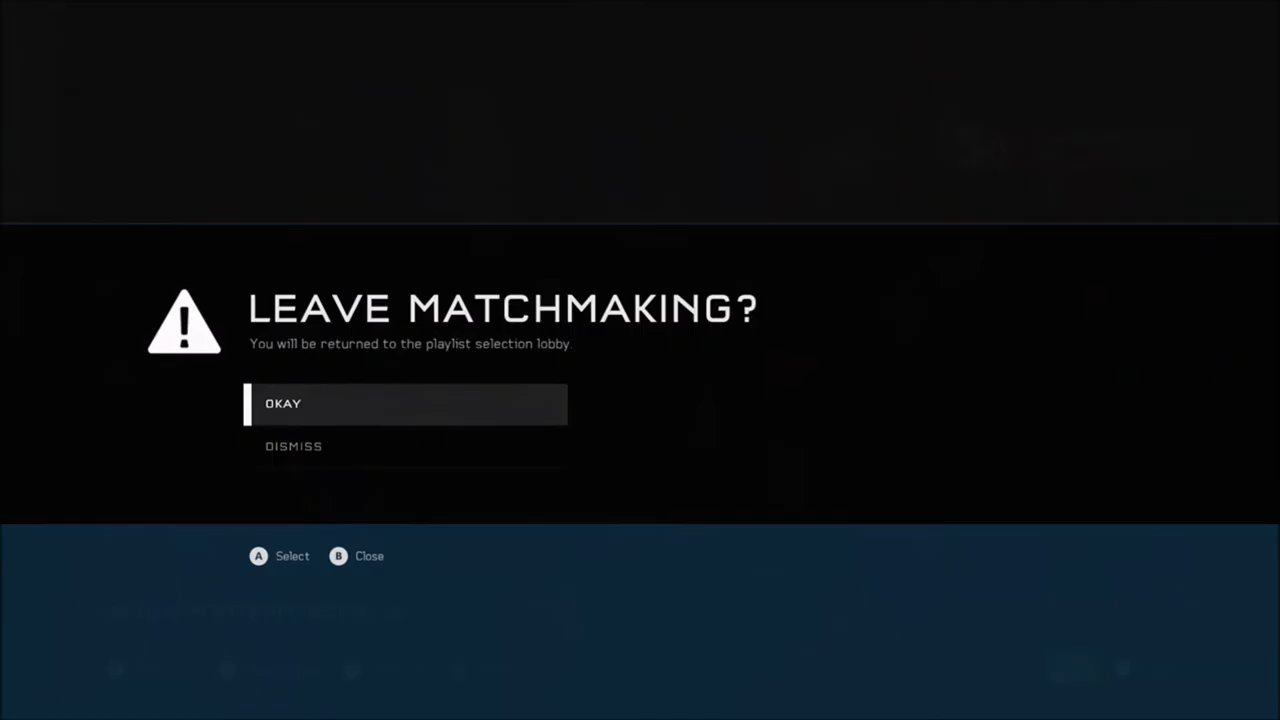 LEAVE MATCHMAKING?
You will be returned to the playlist selection lobby.
OKAY
DISMISS
A Select B Close